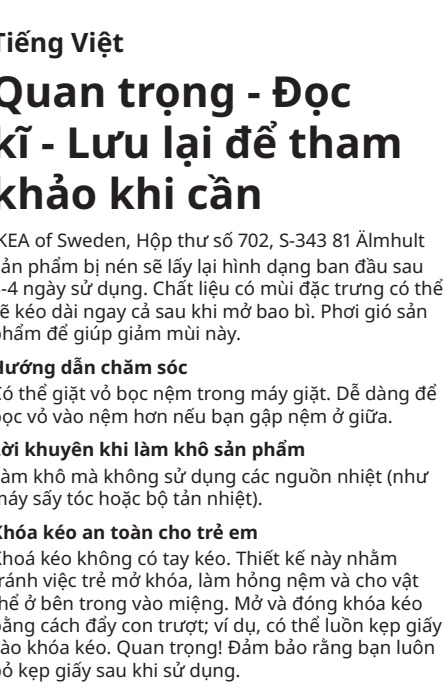 Tiếng Việt
Quan trọng - Đọc
kĩ - Lưu lại để tham
khảo khi cần
IKEA of Sweden, Hộp thư số 702, S-343 81 Älmhult
Sản phẩm bị nén sẽ lấy lại hình dạng ban đầu sau
3-4 ngày sử dụng. Chất liệu có mùi đặc trưng có thể
sẽ kéo dài ngay cả sau khi mở bao bì. Phơi gió sản
phẩm để giúp giảm mùi này.
Hướng dẫn chăm sóc
Có thể giặt vỏ bọc nệm trong máy giặt. Dễ dàng để
bọc vỏ vào nệm hơn nếu bạn gập nệm ở giữa.
Lời khuyên khi làm khô sản phẩm
Làm khô mà không sử dụng các nguồn nhiệt (như
máy sấy tóc hoặc bộ tản nhiệt).
Khóa kéo an toàn cho trẻ em
Khoá kéo không có tay kéo. Thiết kế này nhằm
tránh việc trẻ mở khóa, làm hỏng nệm và cho vật
thể ở bên trong vào miệng. Mở và đóng khóa kéo
bằng cách đẩy con trượt; ví dụ, có thể luồn kẹp giấy
vào khóa kéo. Quan trọng! Đảm bảo rằng bạn luôn
bỏ kẹp giấy sau khi sử dụng.